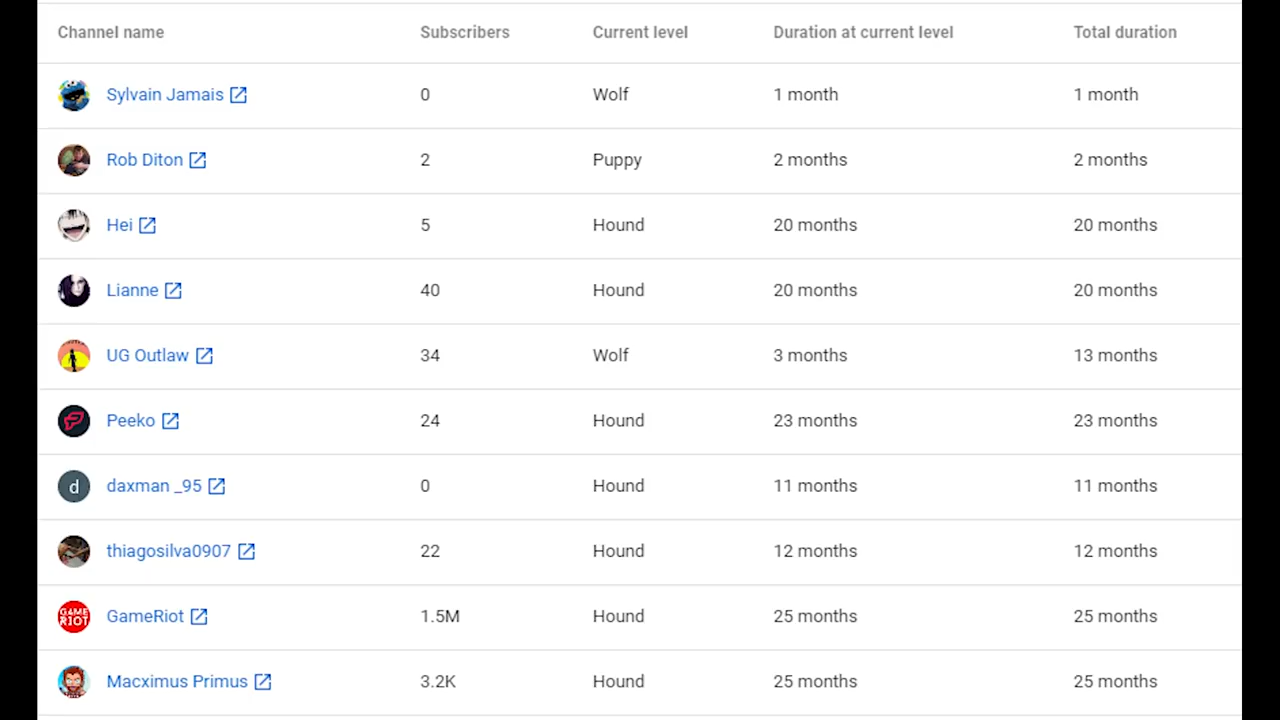 Channel name Subscribers Current level Duration at current level Total duration
Sylvain Jamais 0 Wolf 1 month 1 month
Rob Diton 2 Puppy 2 months 2 months
Hei 5 Hound 20 months 20 months
Lianne 40 Hound 20 months 20 months
UG Outlaw 34 Wolf 3 months 13 months
Peeko 24 Hound 23 months 23 months
d daxman _95 0 Hound 11 months 11 months
thiagosilva0907 22 Hound 12 months 12 months
GAME
RIOT
GameRiot 1.5M Hound 25 months 25 months
Macximus Primus 3.2K Hound 25 months 25 months